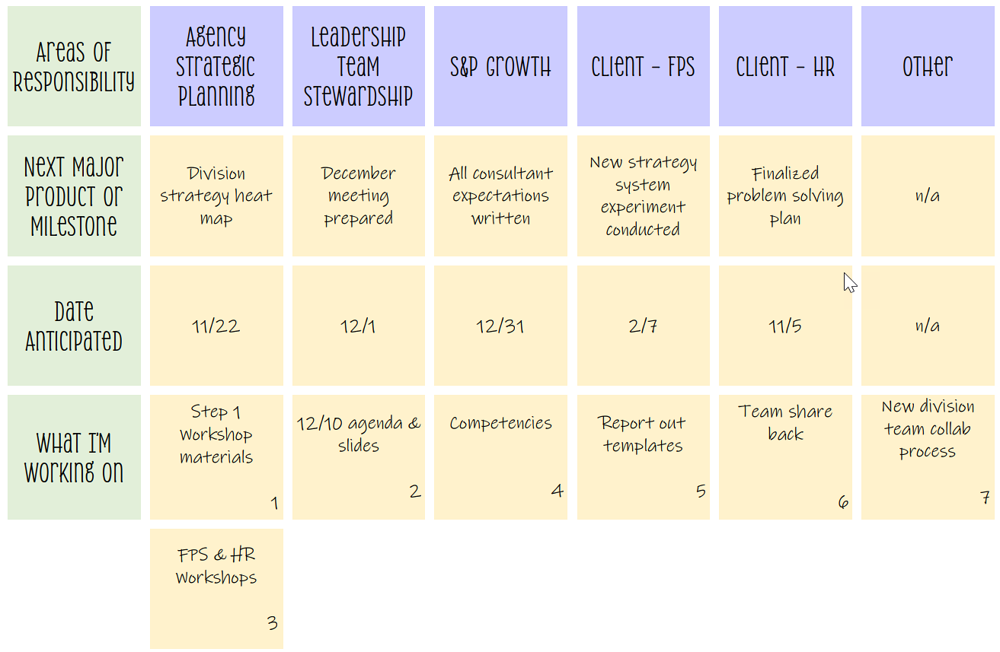 Areas of
Responsibility
Agency
Strategic
Planning
Leadership
Team
Stewardship
S&P Growth
Client - FPS
Client - HR
Other
Next Major
Product or
Milestone
Division
strategy heat
map
December
meeting
prepared
All consultant
expectations
written
New strategy
system
experiment
conducted
Finalized
problem solving
plan
n/a
Date
Anticipated
11/22
12/1
12/31
2/7
11/5
n/a
What I'm
Working on
Step 1
Workshop
materials
1
12/10 agenda &
slides
2
Competencies
4
Report out
templates
5
Team share
back
6
New division
team collab
process
7
FPS & HR
Workshops
3